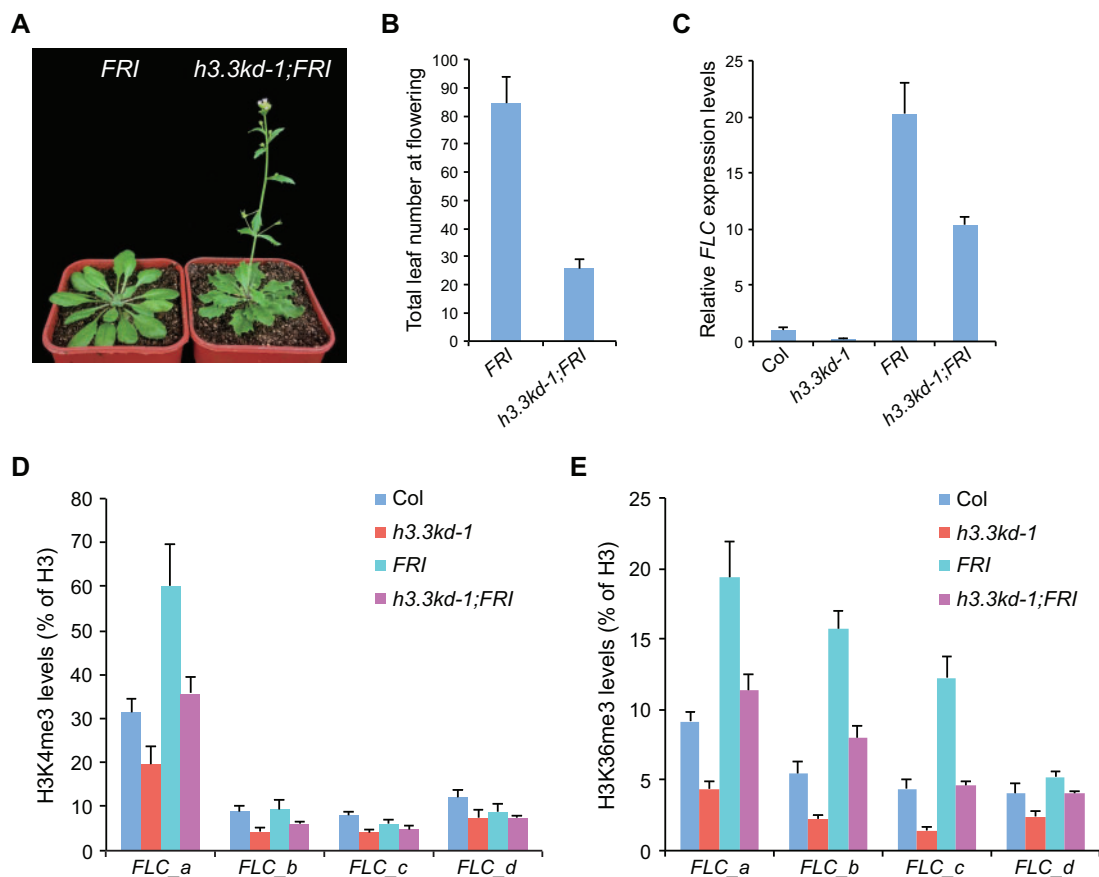 A
FRI h3.3kd-1;FRI
B
Total leaf number at flowering
100
90
80
70
60
50
40
30
20
10
0
FRI
h3.3kd-1;FRI
C
Relative FLC expression levels
25
20
15
10
5
0
Col
h3.3kd-1
FRI
h3.3kd-1;FRI
D
H3K4me3 levels (% of H3)
80
70
60
50
40
30
20
10
0
Col
h3.3kd-1
FRI
h3.3kd-1;FRI
FLC_a FLC_b FLC_c FLC_d
E
H3K36me3 levels (% of H3)
25
20
15
10
5
0
Col
h3.3kd-1
FRI
h3.3kd-1;FRI
FLC_a FLC_b FLC_c FLC_d